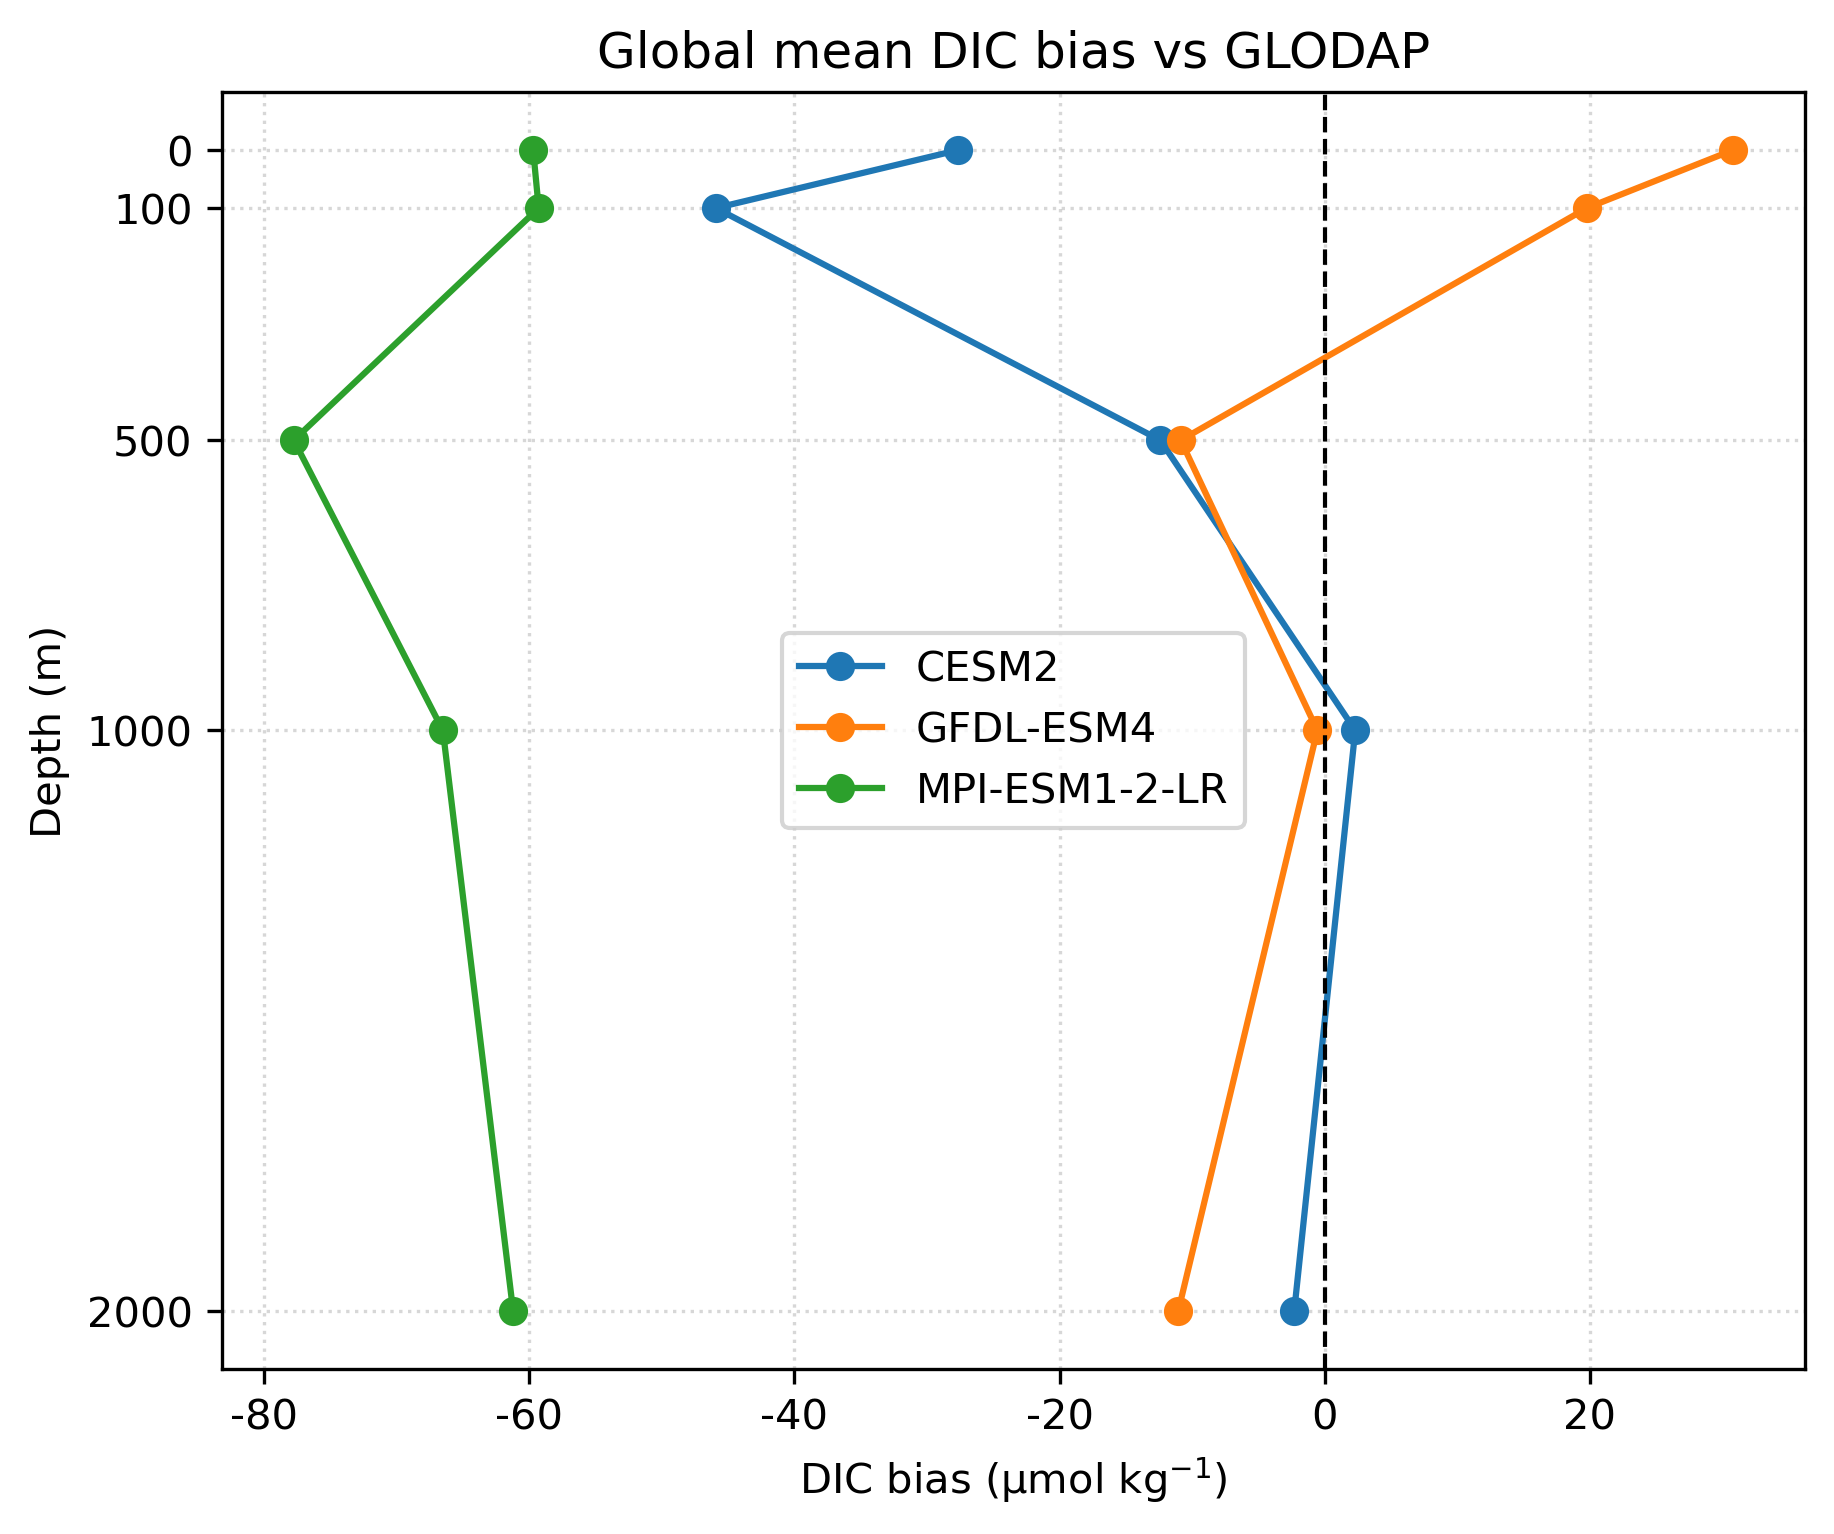 Global mean DIC bias vs GLODAP
0
100
500
1000
2000
Depth (m)
CESM2
GFDL-ESM4
MPI-ESM1-2-LR
-80
-60
-40
-20
0
20
DIC bias (µmol kg⁻¹)